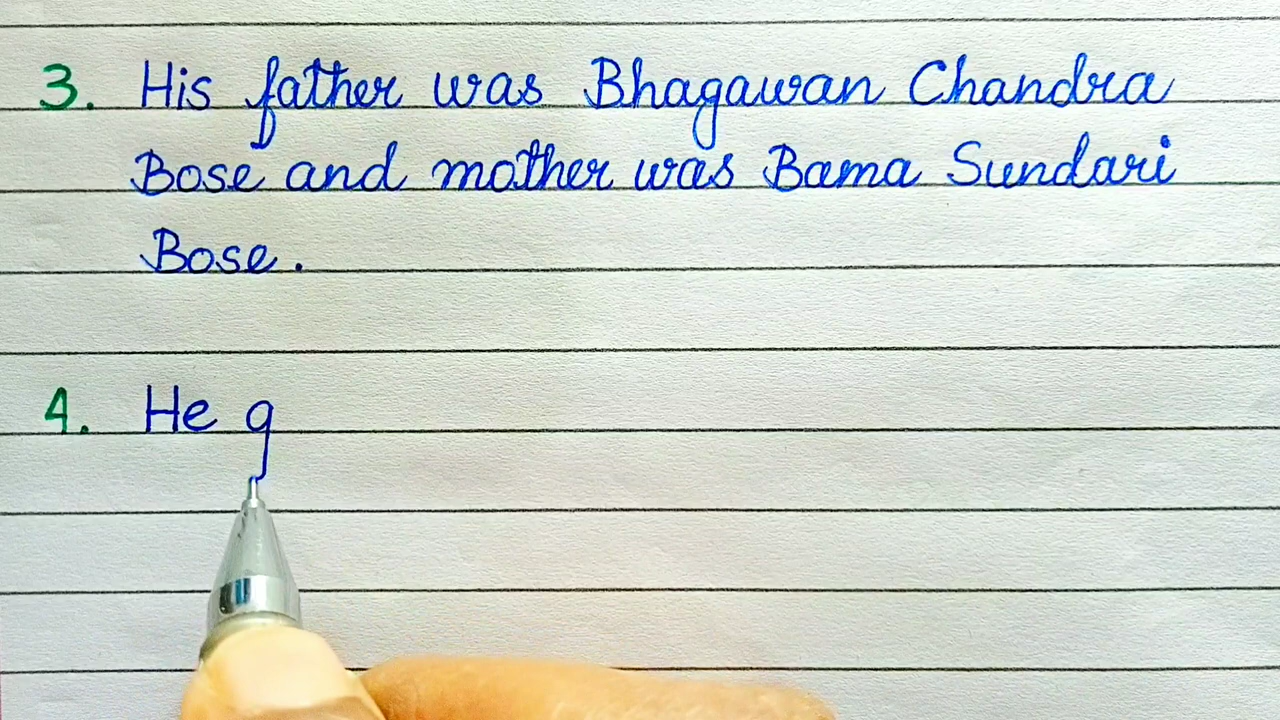 3. His father was Bhagawan Chandra
Bose and mother was Bama Sundari
Bose.
4. He g